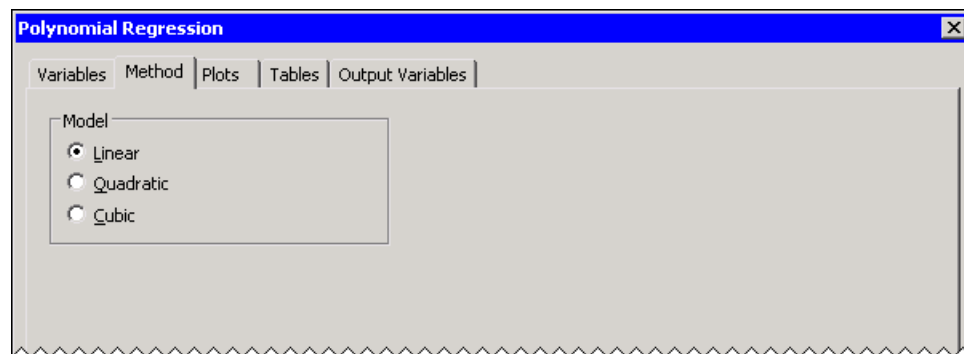 Polynomial Regression
Variables Method Plots Tables Output Variables
Model
Linear
Quadratic
Cubic